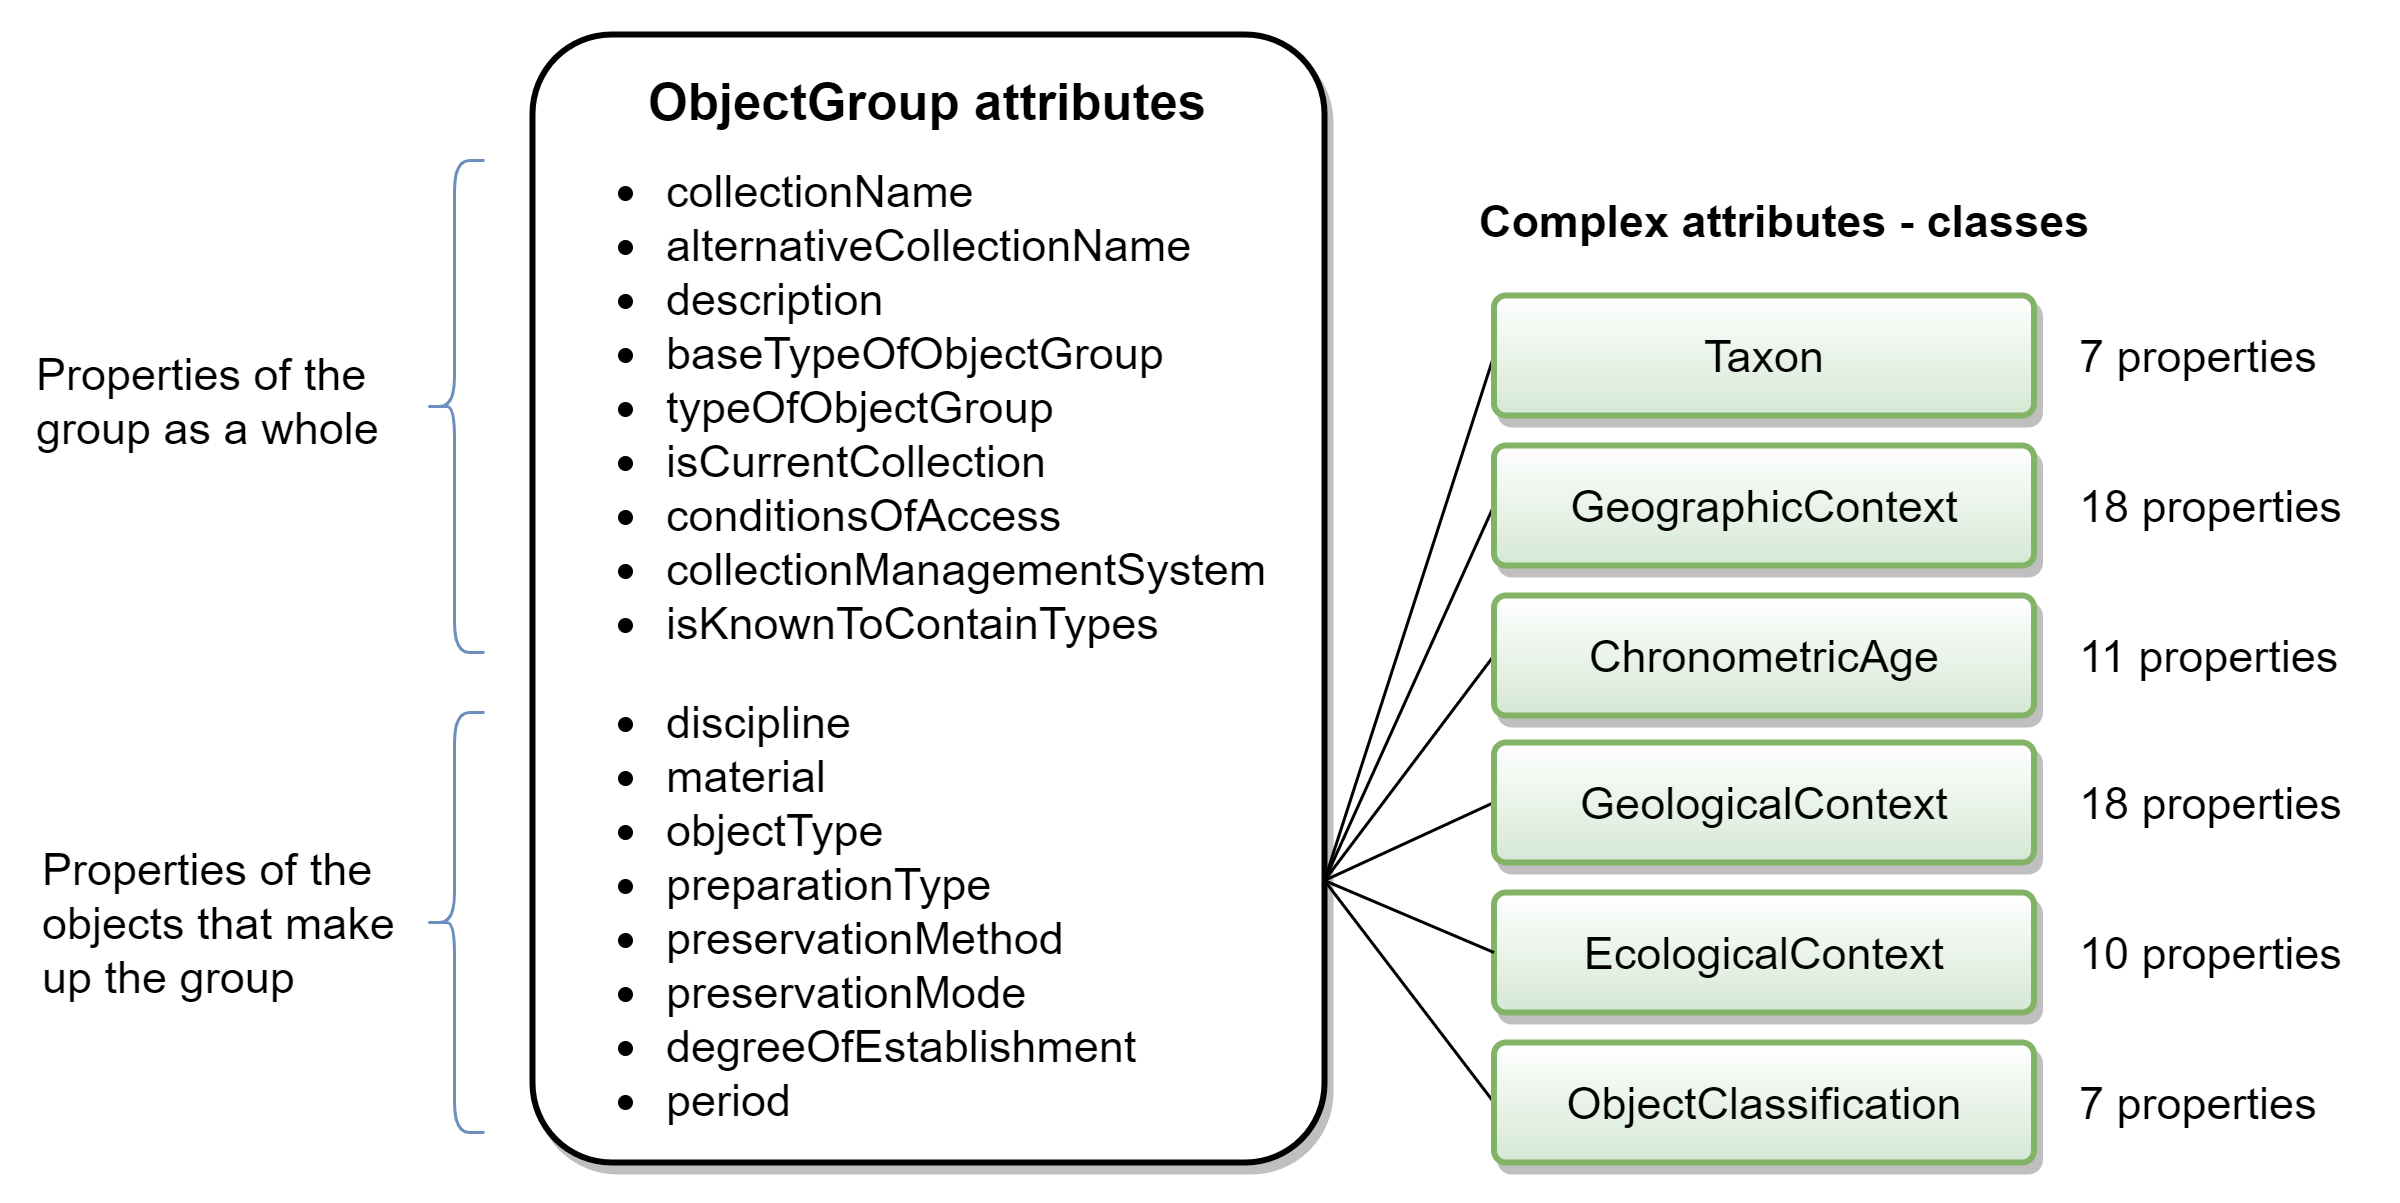 ObjectGroup attributes
Properties of the
group as a whole
• collectionName
• alternativeCollectionName
• description
• baseTypeOfObjectGroup
• typeOfObjectGroup
• isCurrentCollection
• conditionsOfAccess
• collectionManagementSystem
• isKnownToContainTypes
Properties of the
objects that make
up the group
• discipline
• material
• objectType
• preparationType
• preservationMethod
• preservationMode
• degreeOfEstablishment
• period
Complex attributes - classes
Taxon 7 properties
GeographicContext 18 properties
ChronometricAge 11 properties
GeologicalContext 18 properties
EcologicalContext 10 properties
ObjectClassification 7 properties